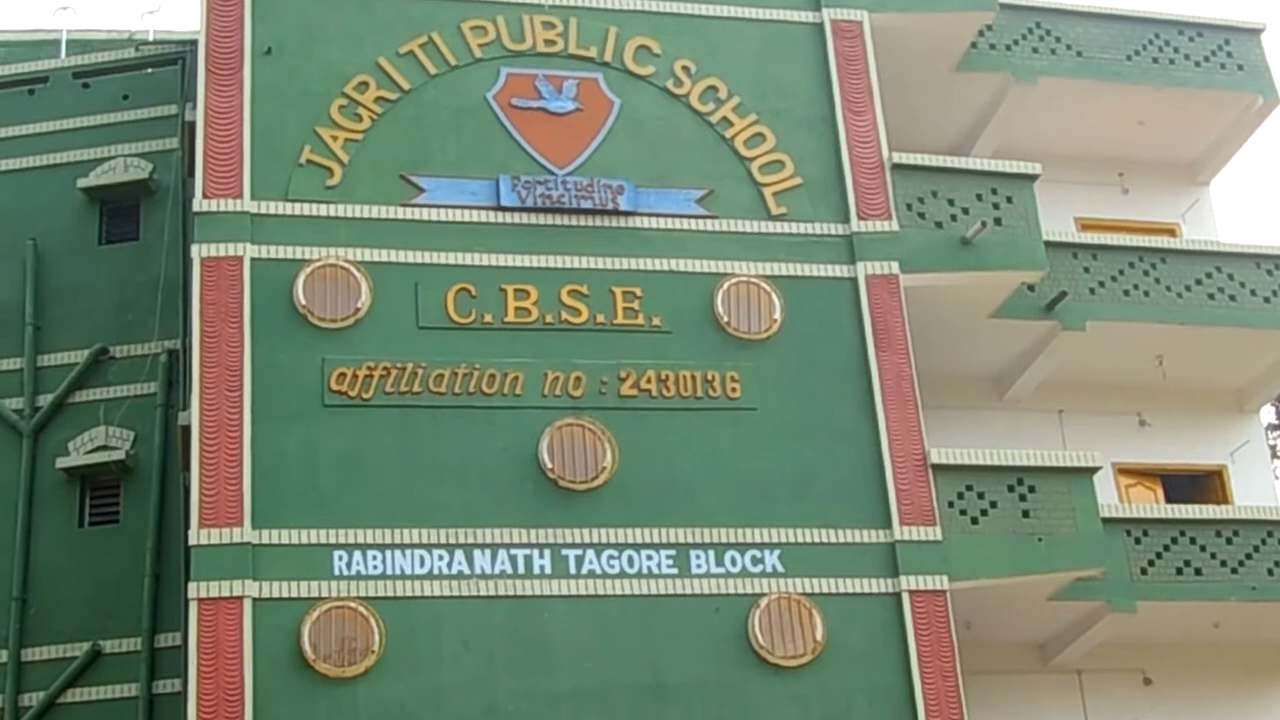 JAGRITI PUBLIC SCHOOL
Fortitudine
Vincimus
C.B.S.E.
affiliation no : 2430136
RABINDRANATH TAGORE BLOCK